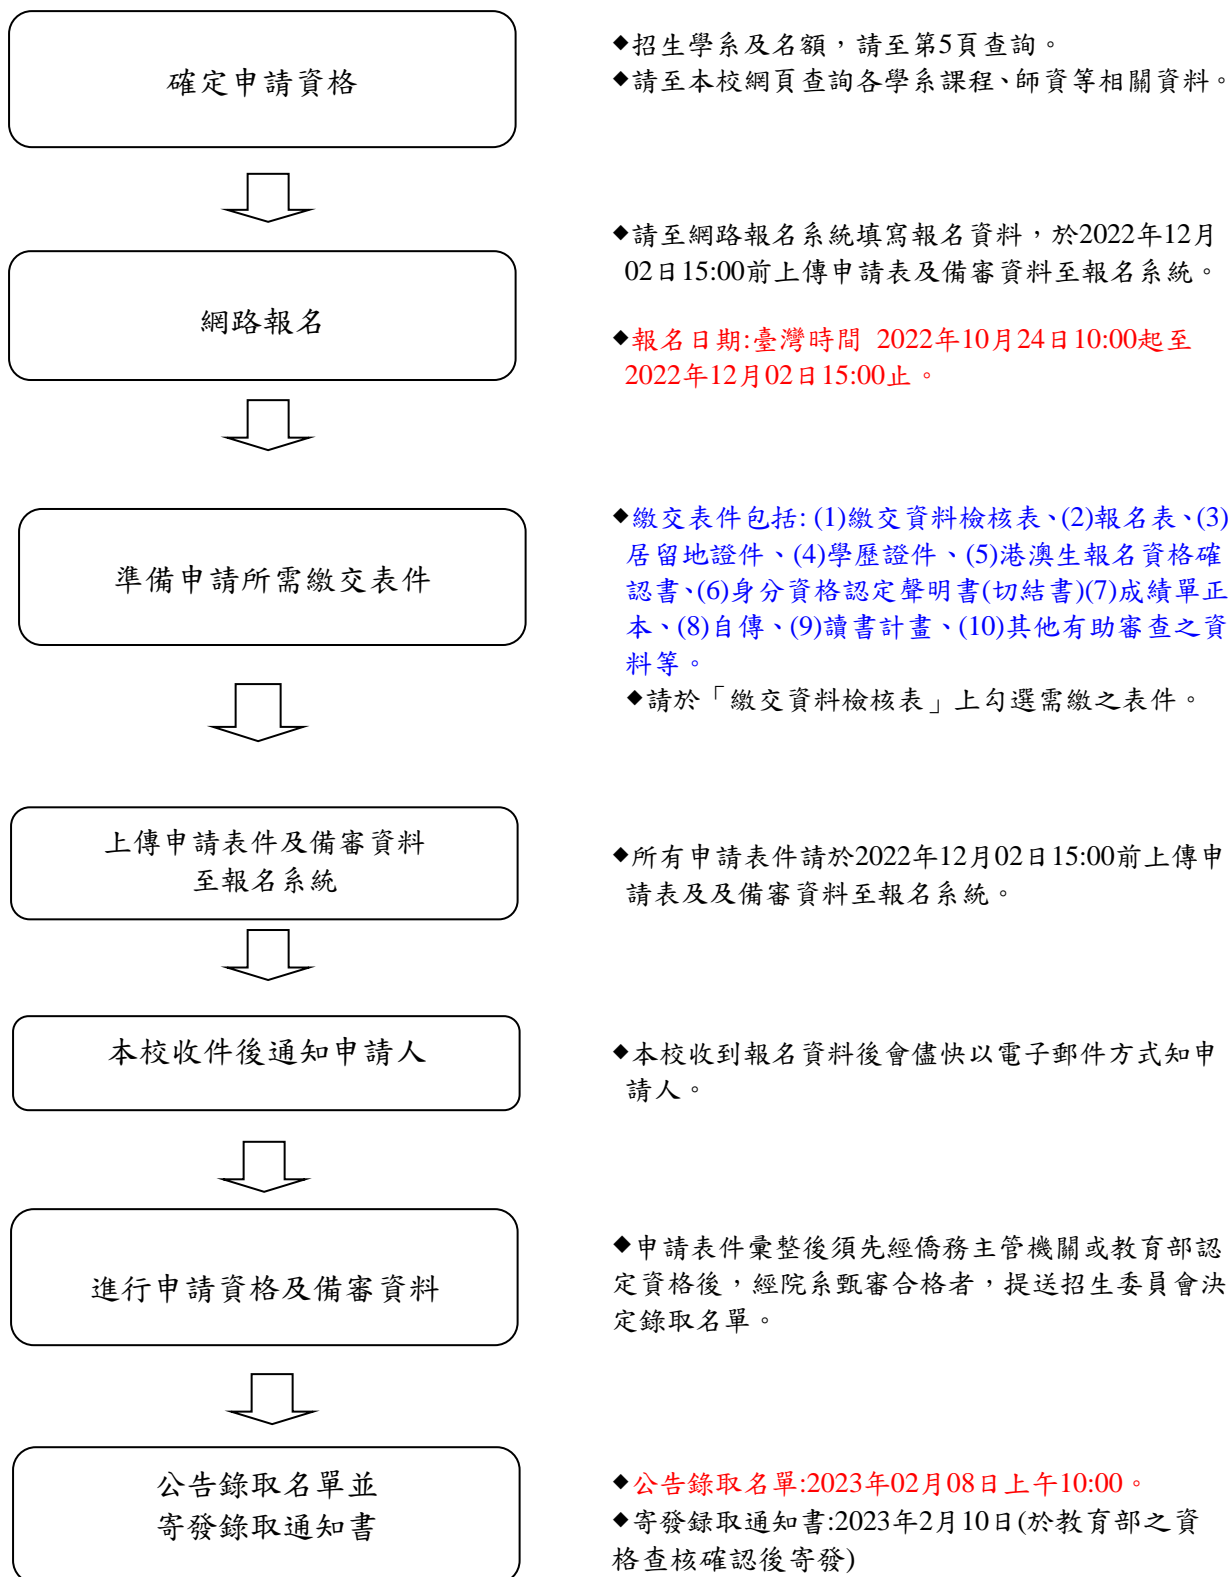 確定申請資格
◆招生學系及名額，請至第5頁查詢。
◆請至本校網頁查詢各學系課程、師資等相關資料。
網路報名
◆請至網路報名系統填寫報名資料，於2022年12月
02日15:00前上傳申請表及備審資料至報名系統。
◆報名日期:臺灣時間 2022年10月24日10:00起至
2022年12月02日15:00止。
準備申請所需繳交表件
◆繳交表件包括: (1)繳交資料檢核表、(2)報名表、(3)
居留地證件、(4)學歷證件、(5)港澳生報名資格確
認書、(6)身分資格認定聲明書(切結書)(7)成績單正
本、(8)自傳、(9)讀書計畫、(10)其他有助審查之資
料等。
◆請於「繳交資料檢核表」上勾選需繳之表件。
上傳申請表件及備審資料
至報名系統
◆所有申請表件請於2022年12月02日15:00前上傳申
請表及及備審資料至報名系統。
本校收件後通知申請人
◆本校收到報名資料後會儘快以電子郵件方式知申
請人。
進行申請資格及備審資料
◆申請表件彙整後須先經僑務主管機關或教育部認
定資格後，經院系甄審合格者，提送招生委員會決
定錄取名單。
公告錄取名單並
寄發錄取通知書
◆公告錄取名單:2023年02月08日上午10:00。
◆寄發録取通知書:2023年2月10日(於教育部之資
格查核確認後寄發)